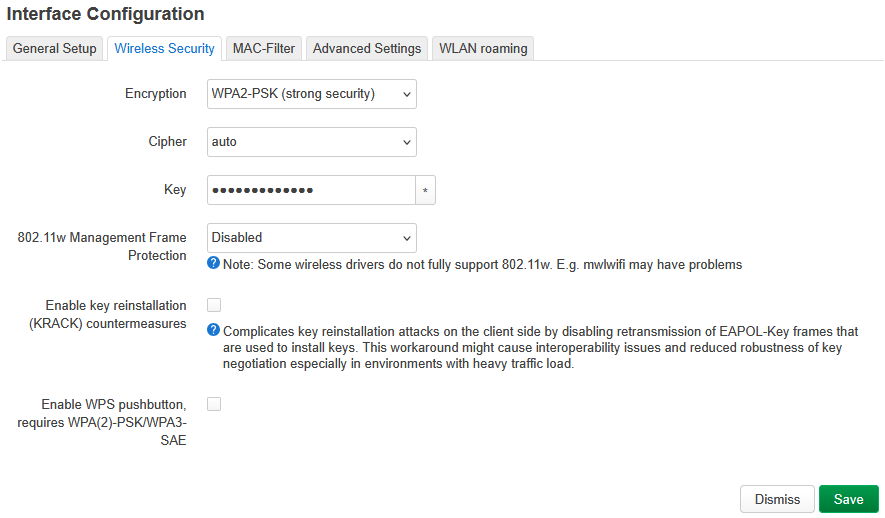 Interface Configuration
General Setup Wireless Security MAC-Filter Advanced Settings WLAN roaming
Encryption WPA2-PSK (strong security)
Cipher auto
Key ●●●●●●●●●●●●● *
802.11w Management Frame Disabled
Protection
Note: Some wireless drivers do not fully support 802.11w. E.g. mwlwifi may have problems
Enable key reinstallation
(KRACK) countermeasures
Complicates key reinstallation attacks on the client side by disabling retransmission of EAPOL-Key frames that
are used to install keys. This workaround might cause interoperability issues and reduced robustness of key
negotiation especially in environments with heavy traffic load.
Enable WPS pushbutton,
requires WPA(2)-PSK/WPA3-
SAE
Dismiss Save